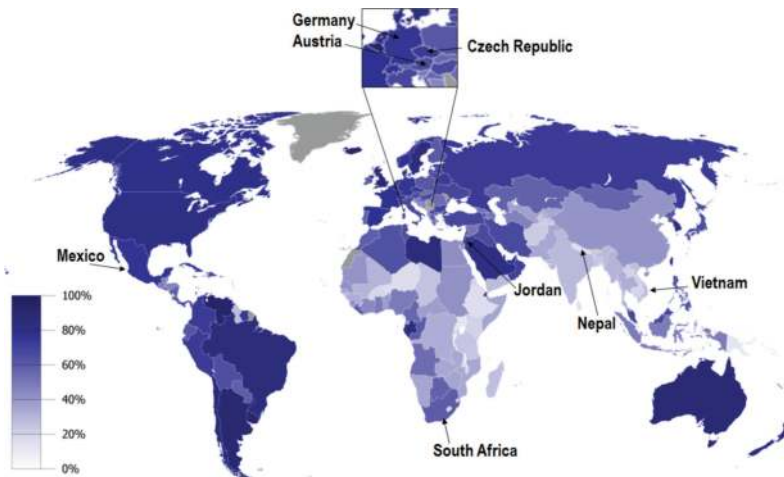 Germany
Austria
Czech Republic
Mexico
Jordan
Vietnam
Nepal
South Africa
100%
80%
60%
40%
20%
0%